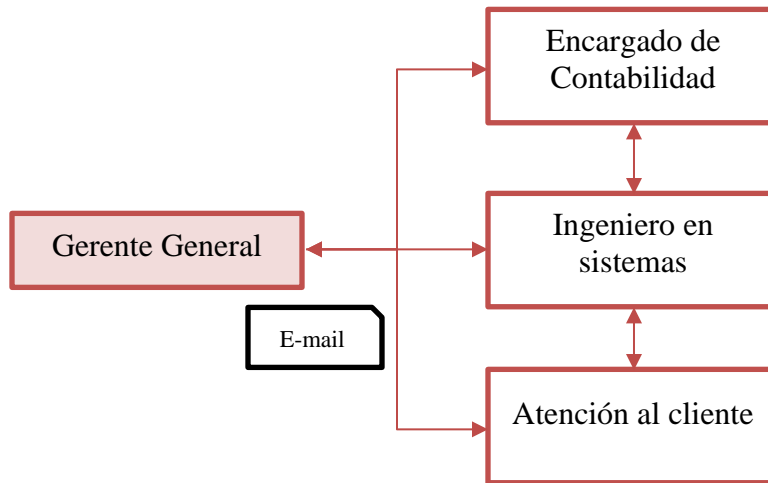 Encargado de
Contabilidad
Gerente General
Ingeniero en
sistemas
E-mail
Atención al cliente